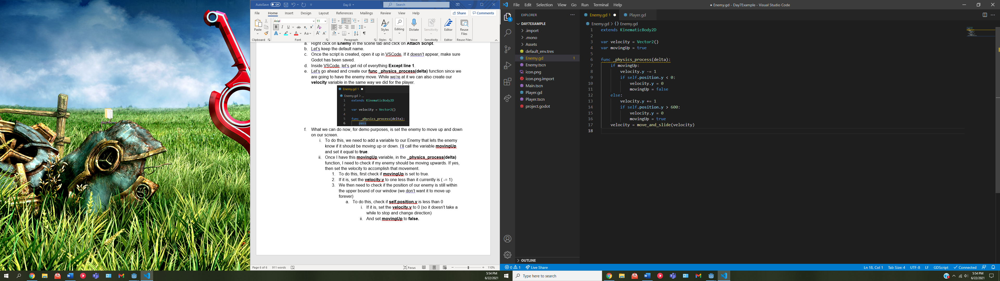 day7 demo
AutoSave Off
Day 8
Search
File Home Insert Design Layout References Mailings Review View Help
Share Comments
Paste
Arial 11
B I U ab x₂ x²
A Aa A A
Styles
Editing
Dictate
Sensitivity
Editor
Reuse Files
Clipboard Font Paragraph Styles Voice Sensitivity Editor Reuse Files
a. Right click on Enemy in the scene tab and click on Attach Script.
b. Let's keep the default name.
c. Once the script is created, open it up in VSCode. If it doesn't appear, make sure
Godot has been saved.
d. Inside VSCode, let's get rid of everything Except line 1.
e. Let's go ahead and create our func _physics_process(delta) function since we
are going to have the enemy move. While we're at it we can also create our
velocity variable in the same way we did for the player.
Enemy.gd 1
Enemy.gd > ...
1 extends KinematicBody2D
2
3 var velocity = Vector2()
4
5 func _physics_process(delta):
6 pass
f. What we can do now, for demo purposes, is set the enemy to move up and down
on our screen.
i. To do this, we need to add a variable to our Enemy that lets the enemy
know if it should be moving up or down. I'll call the variable movingUp
and set it equal to true.
ii. Once I have this movingUp variable, in the _physics_process(delta)
function, I need to check if my enemy should be moving upwards. If yes,
then set the velocity to accomplish that movement.
1. To do this, first check if movingUp is set to true.
2. If it is, set the velocity.y to one less than it currently is ( -= 1)
3. We then need to check if the position of our enemy is still within
the upper bound of our window (we don't want it to move up
forever)
a. To do this, check if self.position.y is less than 0
i. If it is, set the velocity.y to 0 (so it doesn't take a
while to stop and change direction)
ii. And set movingUp to false.
Page 6 of 6 911 words Focus 110%
5:54 PM
6/22/2021
File Edit Selection View Go Run Terminal Help
● Enemy.gd - Day7Example - Visual Studio Code
1
EXPLORER
DAY7EXAMPLE
.import
.mono
Assets
default_env.tres
Enemy.gd 1
Enemy.tscn
icon.png
icon.png.import
Main.tscn
Player.gd
Player.tscn
project.godot
OUTLINE
Enemy.gd 1 Player.gd
Enemy.gd > {} Enemy.gd
1 extends KinematicBody2D
2
3 var velocity = Vector2()
4 var movingUp = true
5
6 func _physics_process(delta):
7 if movingUp:
8 velocity.y -= 1
9 if self.position.y < 0:
10 velocity.y = 0
11 movingUp = false
12 else:
13 velocity.y += 1
14 if self.position.y > 600:
15 velocity.y = 0
16 movingUp = true
17 velocity = move_and_slide(velocity)
18
0 1 Live Share
Ln 18, Col 1 Tab Size: 4 UTF-8 LF GDScript Connected
Type here to search
5:54 PM
6/22/2021